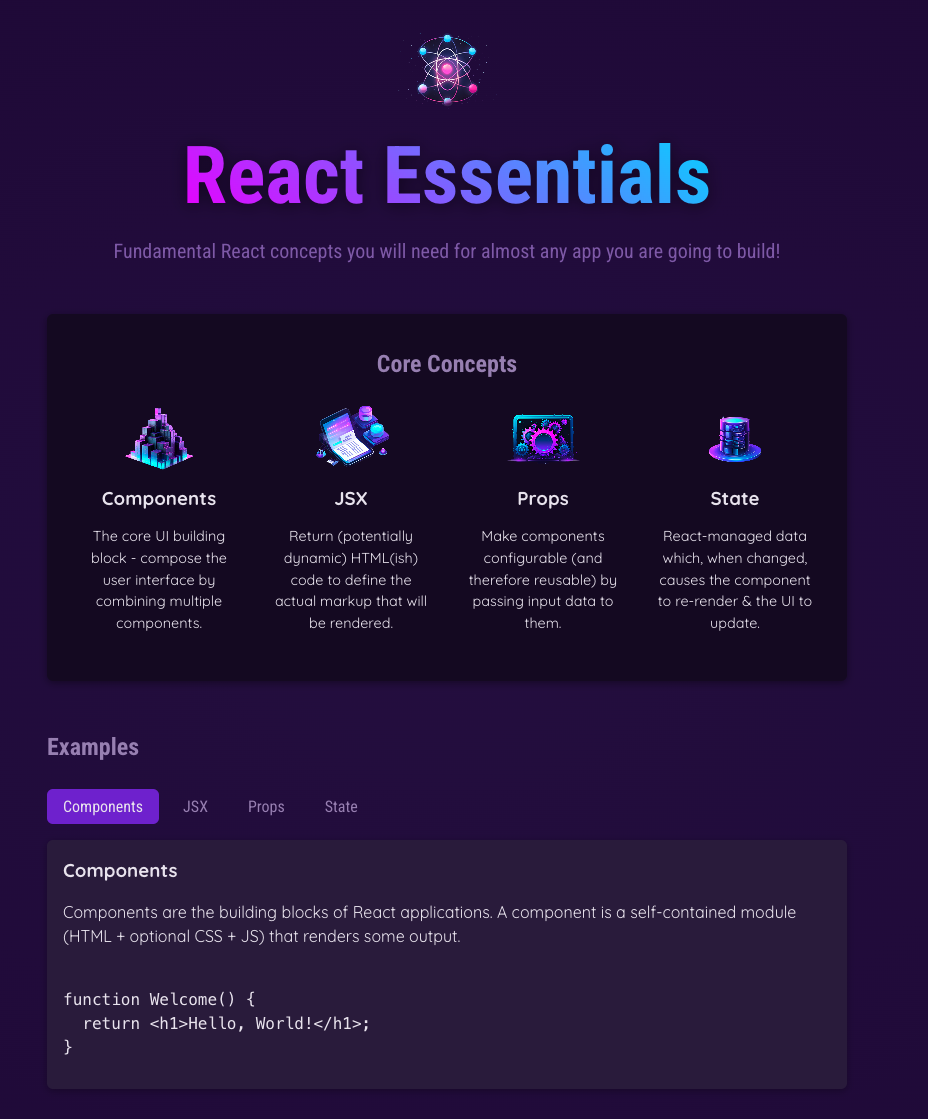 React Essentials
Fundamental React concepts you will need for almost any app you are going to build!
Core Concepts
Components
The core UI building
block - compose the
user interface by
combining multiple
components.
JSX
Return (potentially
dynamic) HTML(ish)
code to define the
actual markup that will
be rendered.
Props
Make components
configurable (and
therefore reusable) by
passing input data to
them.
State
React-managed data
which, when changed,
causes the component
to re-render & the UI to
update.
Examples
Components JSX Props State
Components
Components are the building blocks of React applications. A component is a self-contained module
(HTML + optional CSS + JS) that renders some output.
function Welcome() {
  return <h1>Hello, World!</h1>;
}